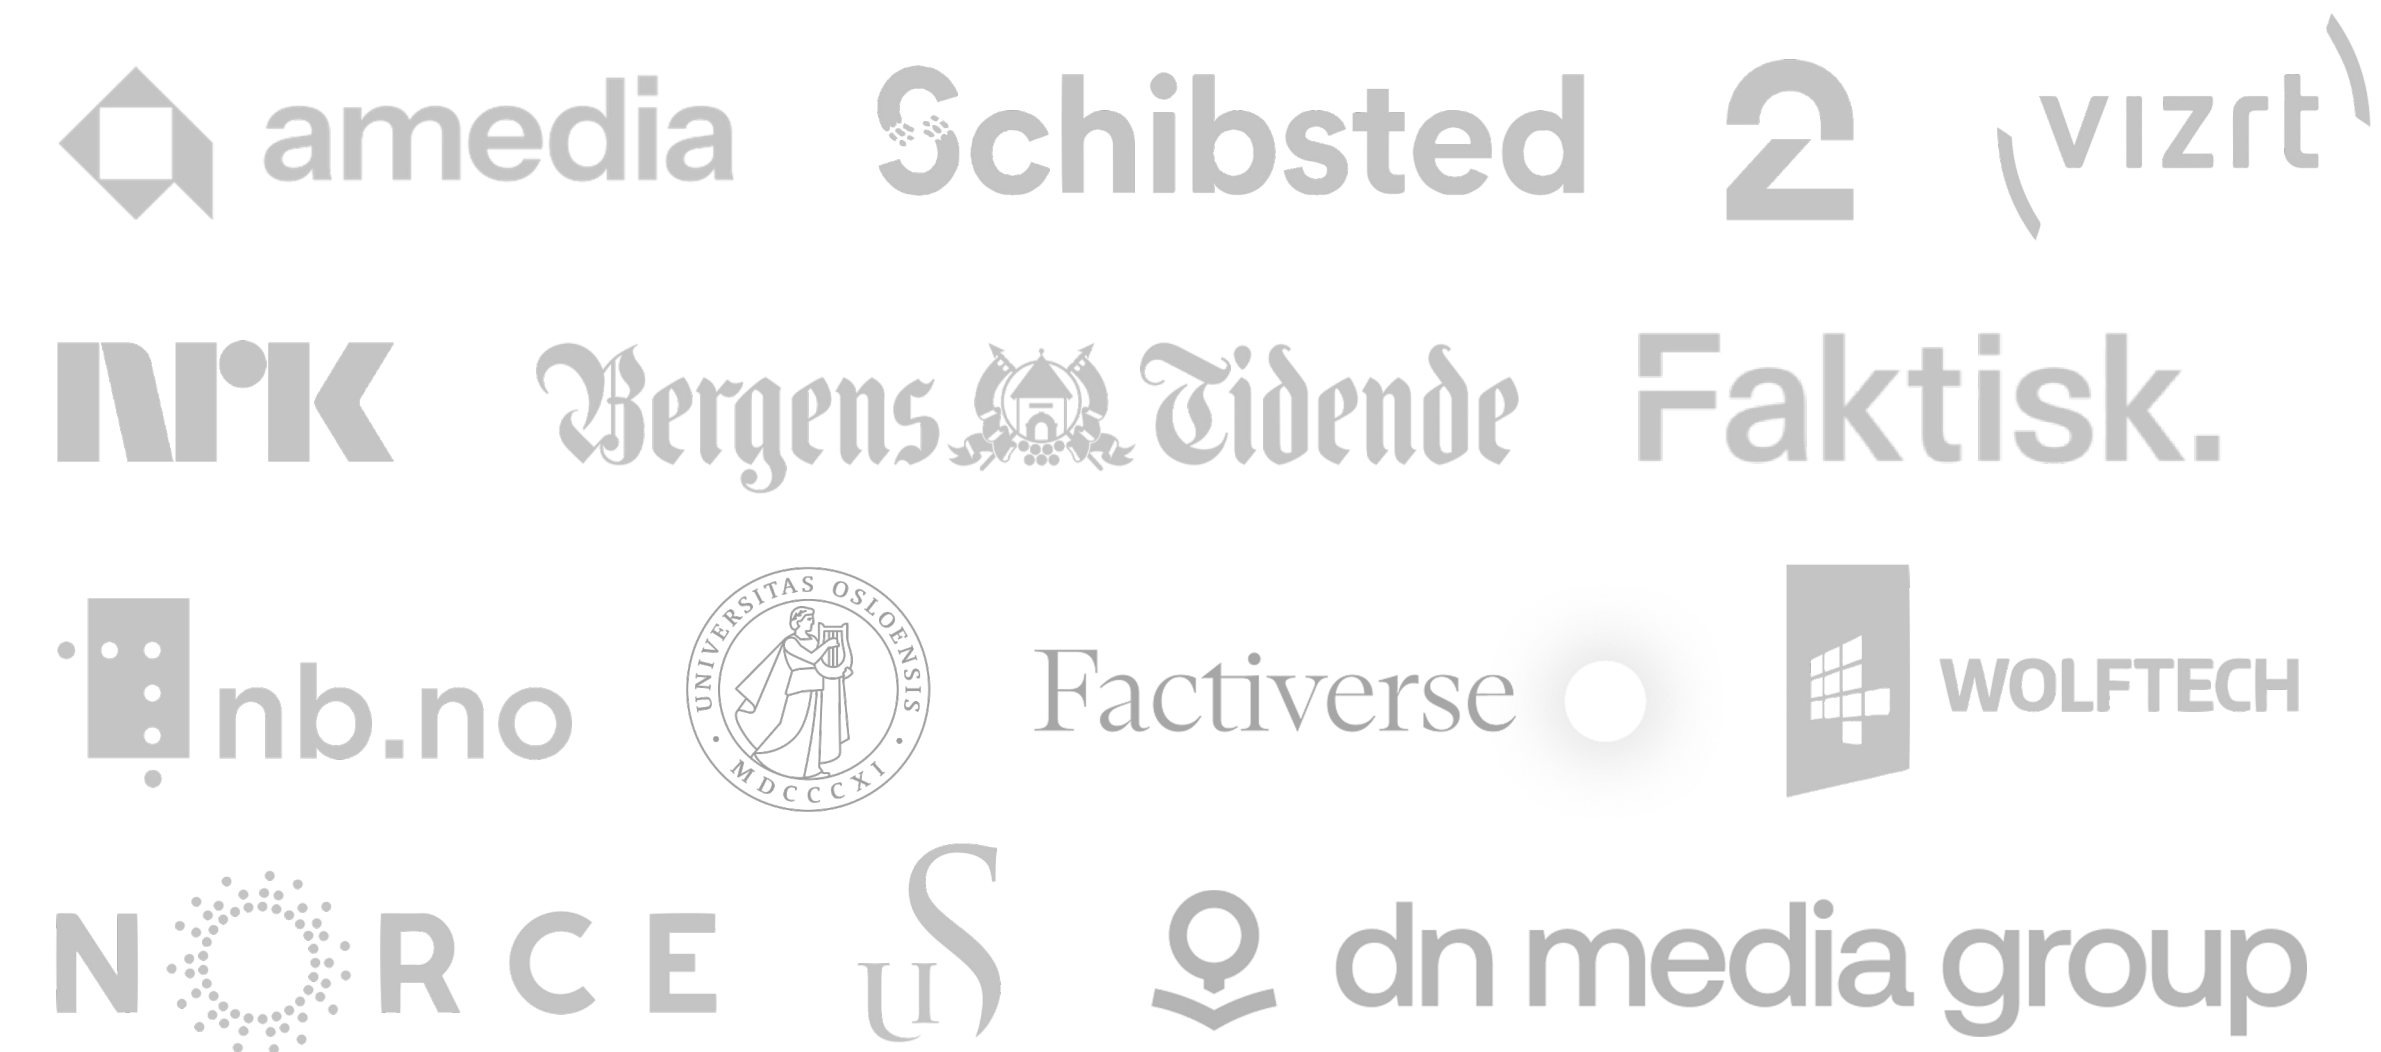 amedia Schibsted 2 vizrt
NrK Bergens Tidende Faktisk.
nb.no UNIVERSITAS OSLOENSIS MDCCCXI Factiverse WOLFTECH
NORCE uS dn media group